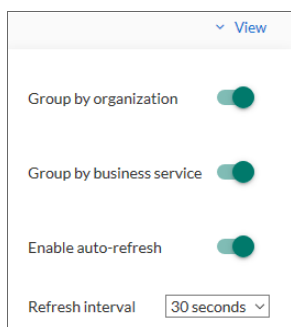 View
Group by organization
Group by business service
Enable auto-refresh
Refresh interval 30 seconds